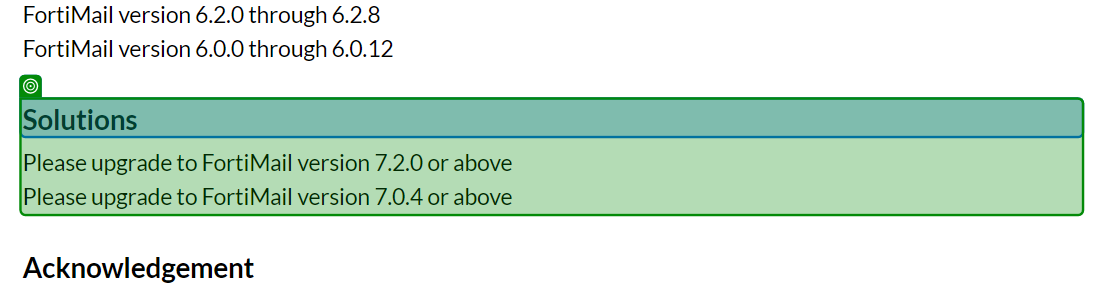 FortiMail version 6.2.0 through 6.2.8
FortiMail version 6.0.0 through 6.0.12
Solutions
Please upgrade to FortiMail version 7.2.0 or above
Please upgrade to FortiMail version 7.0.4 or above
Acknowledgement